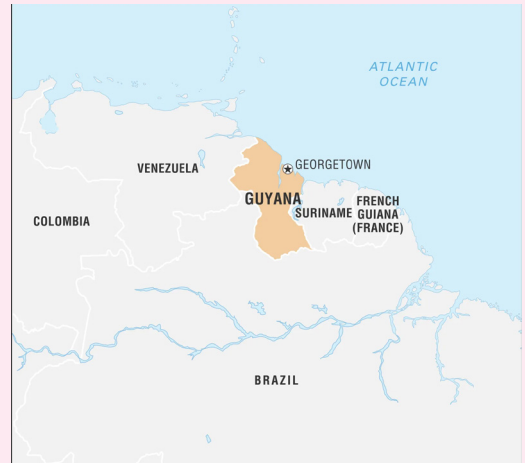 ATLANTIC
OCEAN
GEORGETOWN
VENEZUELA
GUYANA
FRENCH
GUIANA
(FRANCE)
SURINAME
COLOMBIA
BRAZIL